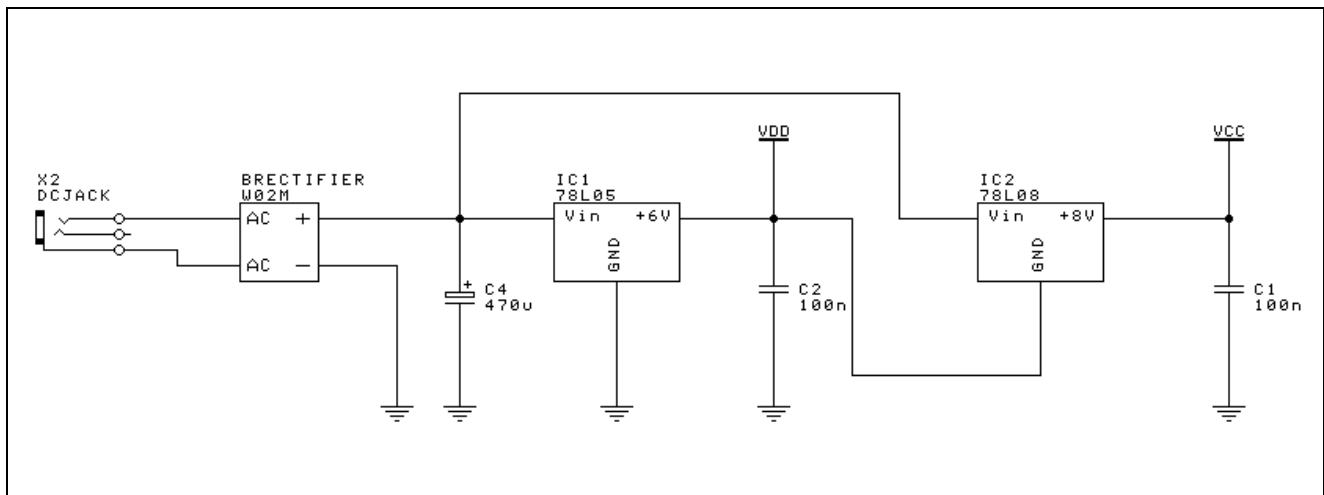 VDD
VCC
X2
DCJACK
BRECTIFIER
W02M
IC1
78L05
IC2
78L08
AC +
AC −
Vin +6V
GND
Vin +8V
GND
+
C4
470u
C2
100n
C1
100n